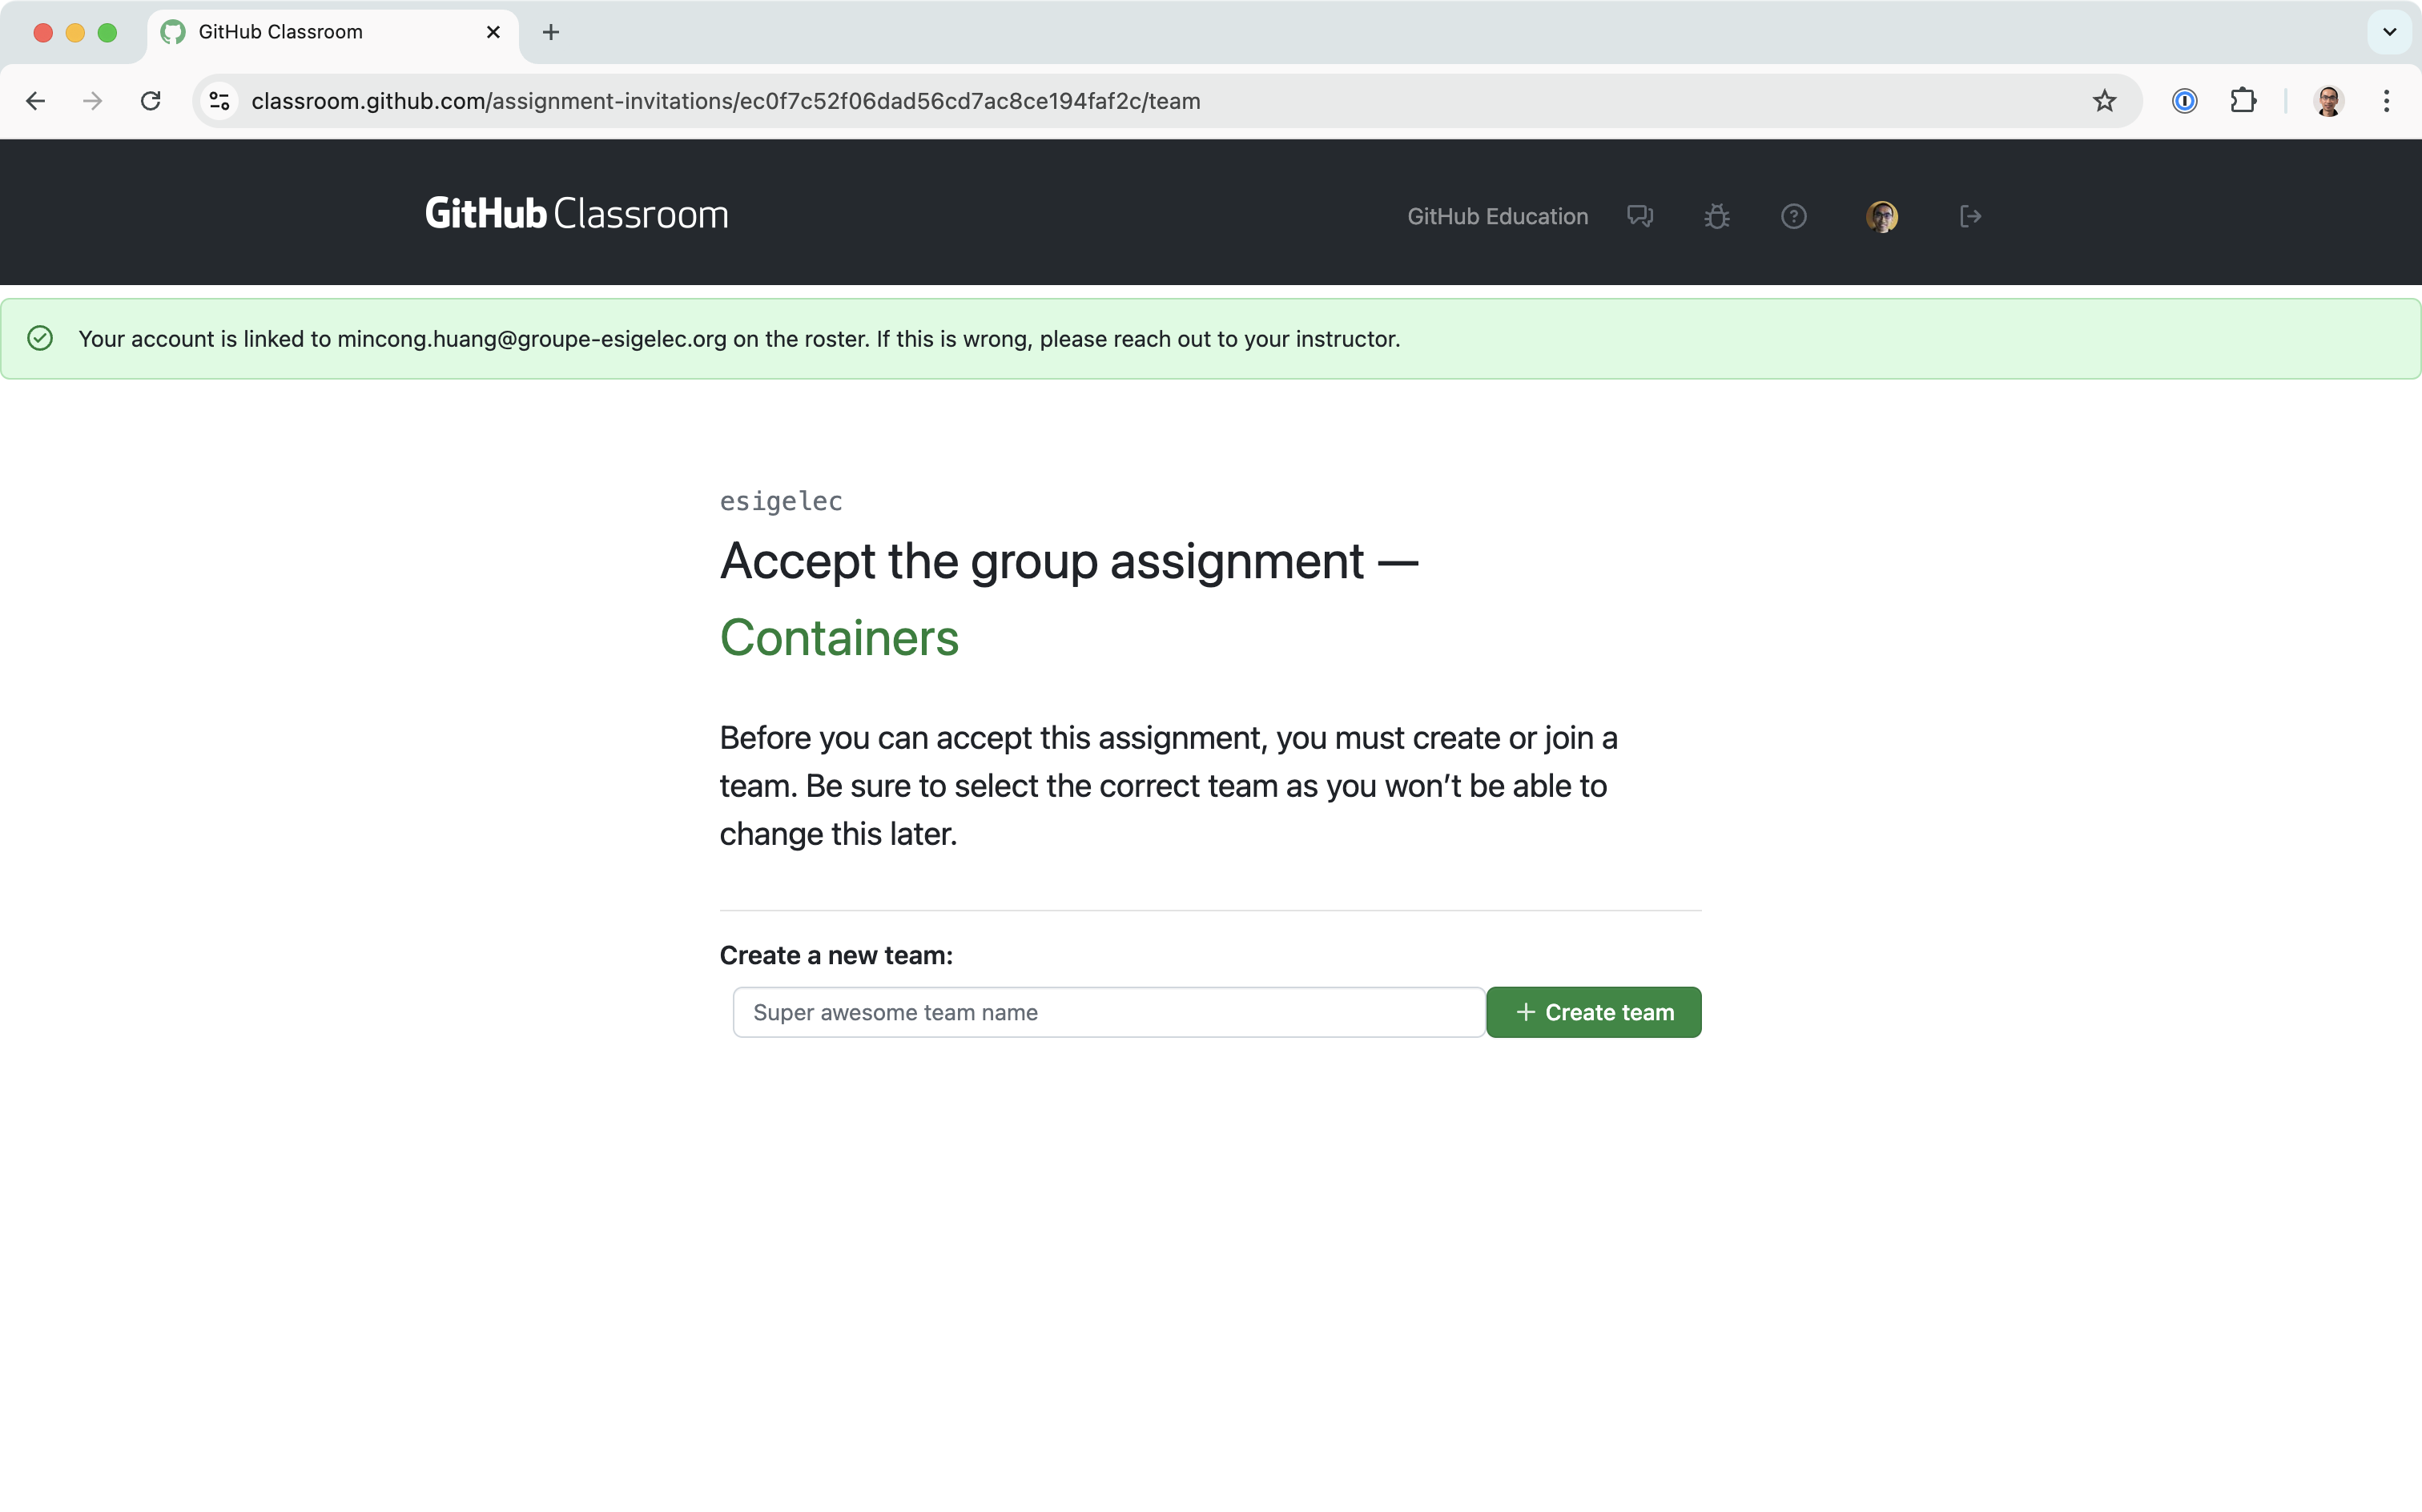 GitHub Classroom
classroom.github.com/assignment-invitations/ec0f7c52f06dad56cd7ac8ce194faf2c/team
GitHub Classroom
GitHub Education
Your account is linked to mincong.huang@groupe-esigelec.org on the roster. If this is wrong, please reach out to your instructor.
esigelec
Accept the group assignment —
Containers
Before you can accept this assignment, you must create or join a
team. Be sure to select the correct team as you won’t be able to
change this later.
Create a new team:
Super awesome team name
Create team